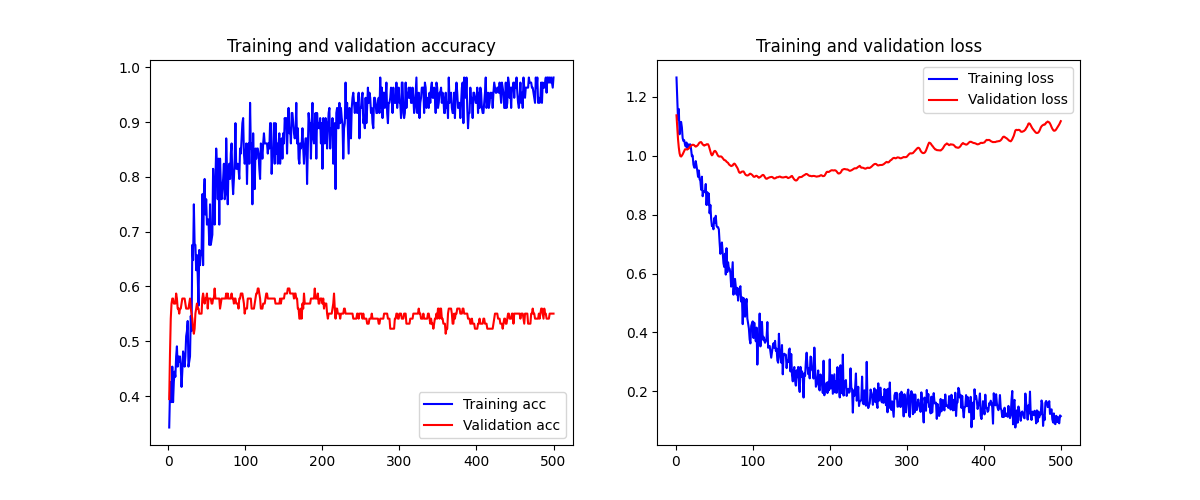 Training and validation accuracy
1.0
0.9
0.8
0.7
0.6
0.5
0.4
0 100 200 300 400 500
Training acc
Validation acc
Training and validation loss
1.2
1.0
0.8
0.6
0.4
0.2
0 100 200 300 400 500
Training loss
Validation loss